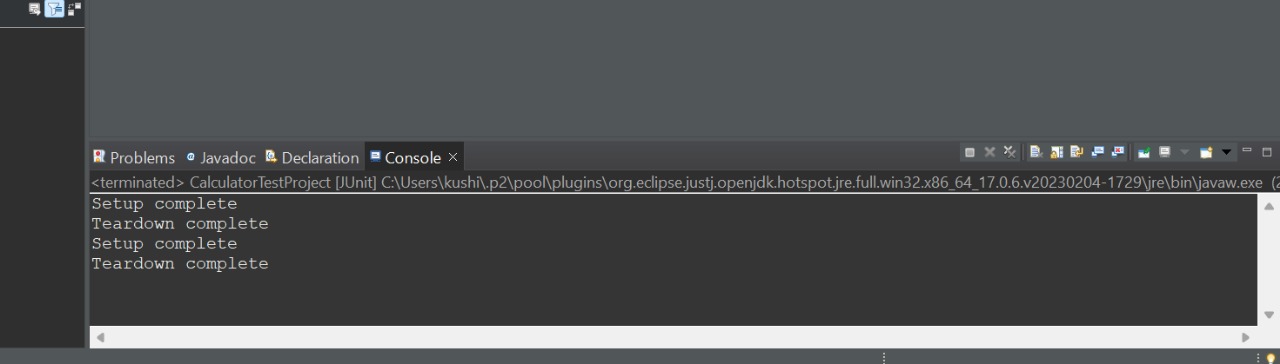 Problems Javadoc Declaration Console
<terminated> CalculatorTestProject [JUnit] C:\Users\kushi\.p2\pool\plugins\org.eclipse.justj.openjdk.hotspot.jre.full.win32.x86_64_17.0.6.v20230204-1729\jre\bin\javaw.exe (2
Setup complete
Teardown complete
Setup complete
Teardown complete